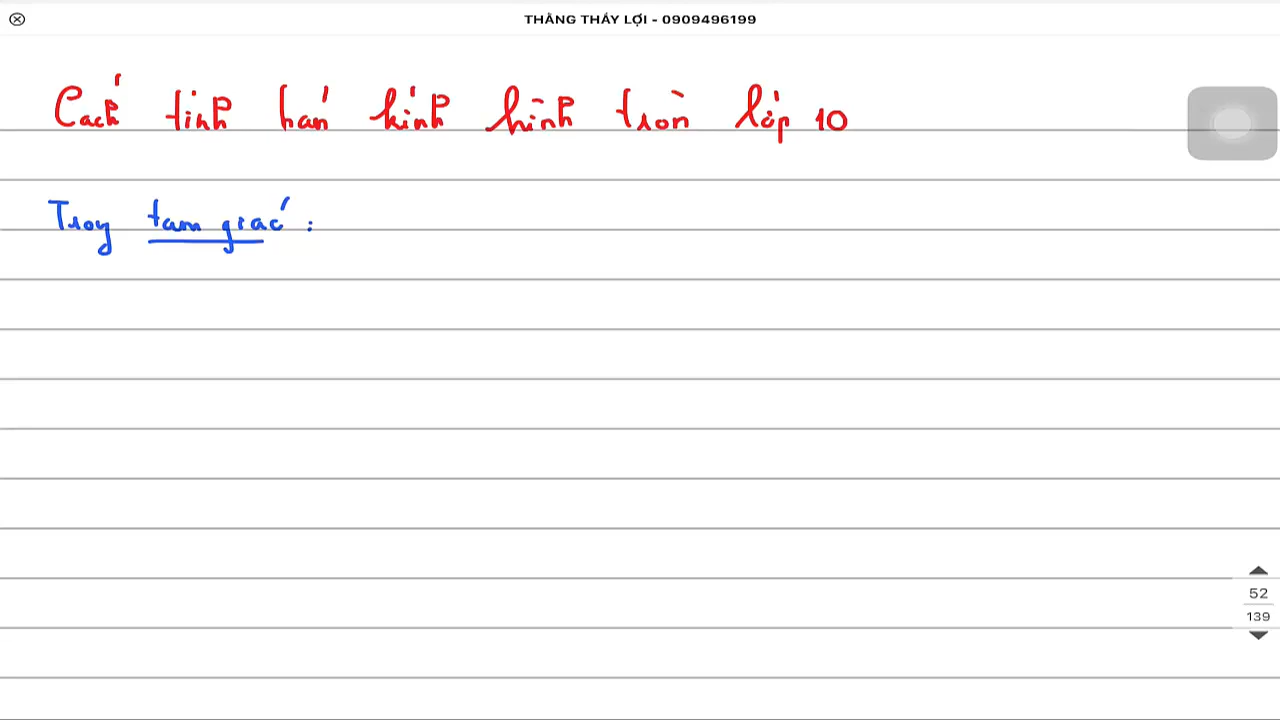 THẦNG THẦY LỢI - 0909496199
Cách tính bán kính hình tròn lớp 10
Trong tam giác :
52
139